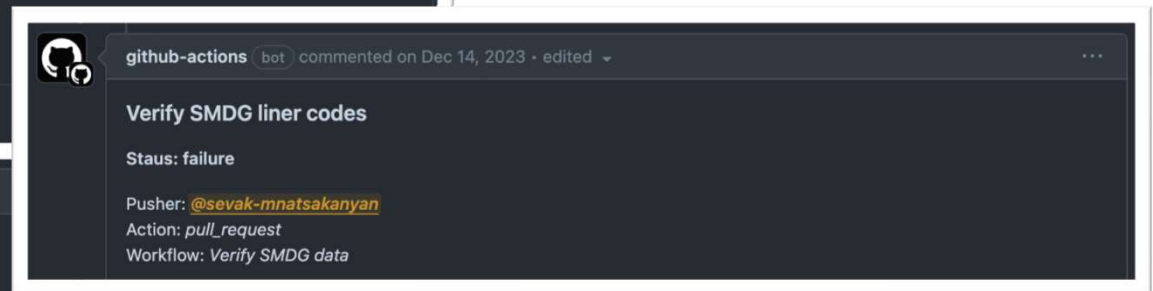 github-actions bot commented on Dec 14, 2023 • edited
Verify SMDG liner codes
Staus: failure
Pusher: @sevak-mnatsakanyan
Action: pull_request
Workflow: Verify SMDG data